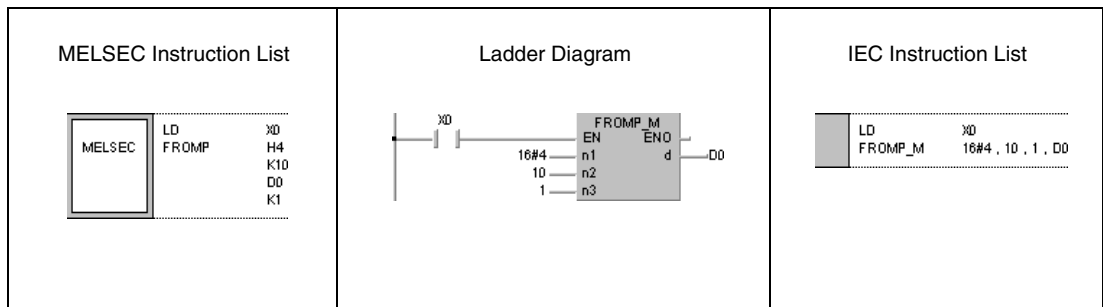 MELSEC Instruction List
MELSEC
LD X0
FROMP H4
K10
D0
K1
Ladder Diagram
X0
FROMP_M
EN ENO
16#4 n1 d D0
10 n2
1 n3
IEC Instruction List
LD X0
FROMP_M 16#4 , 10 , 1 , D0